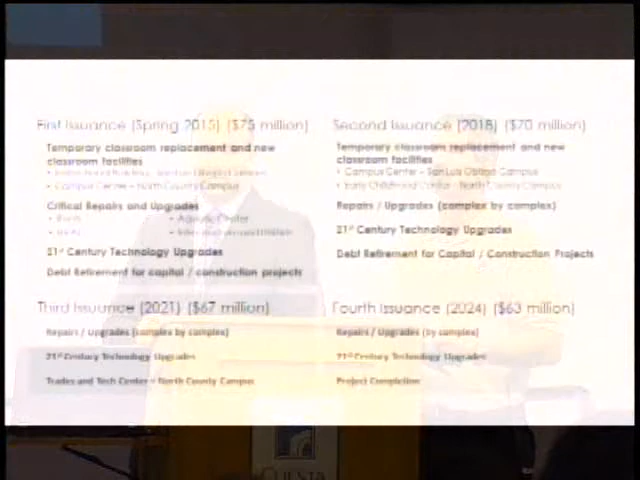 First Issuance (Spring 2015) ($75 million)
Temporary classroom replacement and new
classroom facilities
• Campus Center – North County Campus
Critical Repairs and Upgrades
• Aquatic Center
21st Century Technology Upgrades
Debt Retirement for capital / construction projects
Second Issuance (2018) ($70 million)
Temporary classroom replacement and new
classroom facilities
• Campus Center – San Luis Obispo Campus
• Early Childhood Center – North County Campus
Repairs / Upgrades (complex by complex)
21st Century Technology Upgrades
Debt Retirement for Capital / Construction Projects
Third Issuance (2021) ($67 million)
Repairs / Upgrades (complex by complex)
21st Century Technology Upgrades
Trades and Tech Center – North County Campus
Fourth Issuance (2024) ($63 million)
Repairs / Upgrades (by complex)
21st Century Technology Upgrades
Project Completion
CUESTA